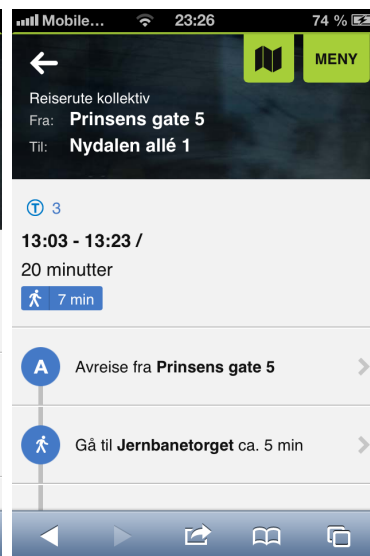 Mobile... 23:26 74 %
MENY
Reiserute kollektiv
Fra: Prinsens gate 5
Til: Nydalen allé 1
T 3
13:03 - 13:23 /
20 minutter
7 min
A Avreise fra Prinsens gate 5
Gå til Jernbanetorget ca. 5 min